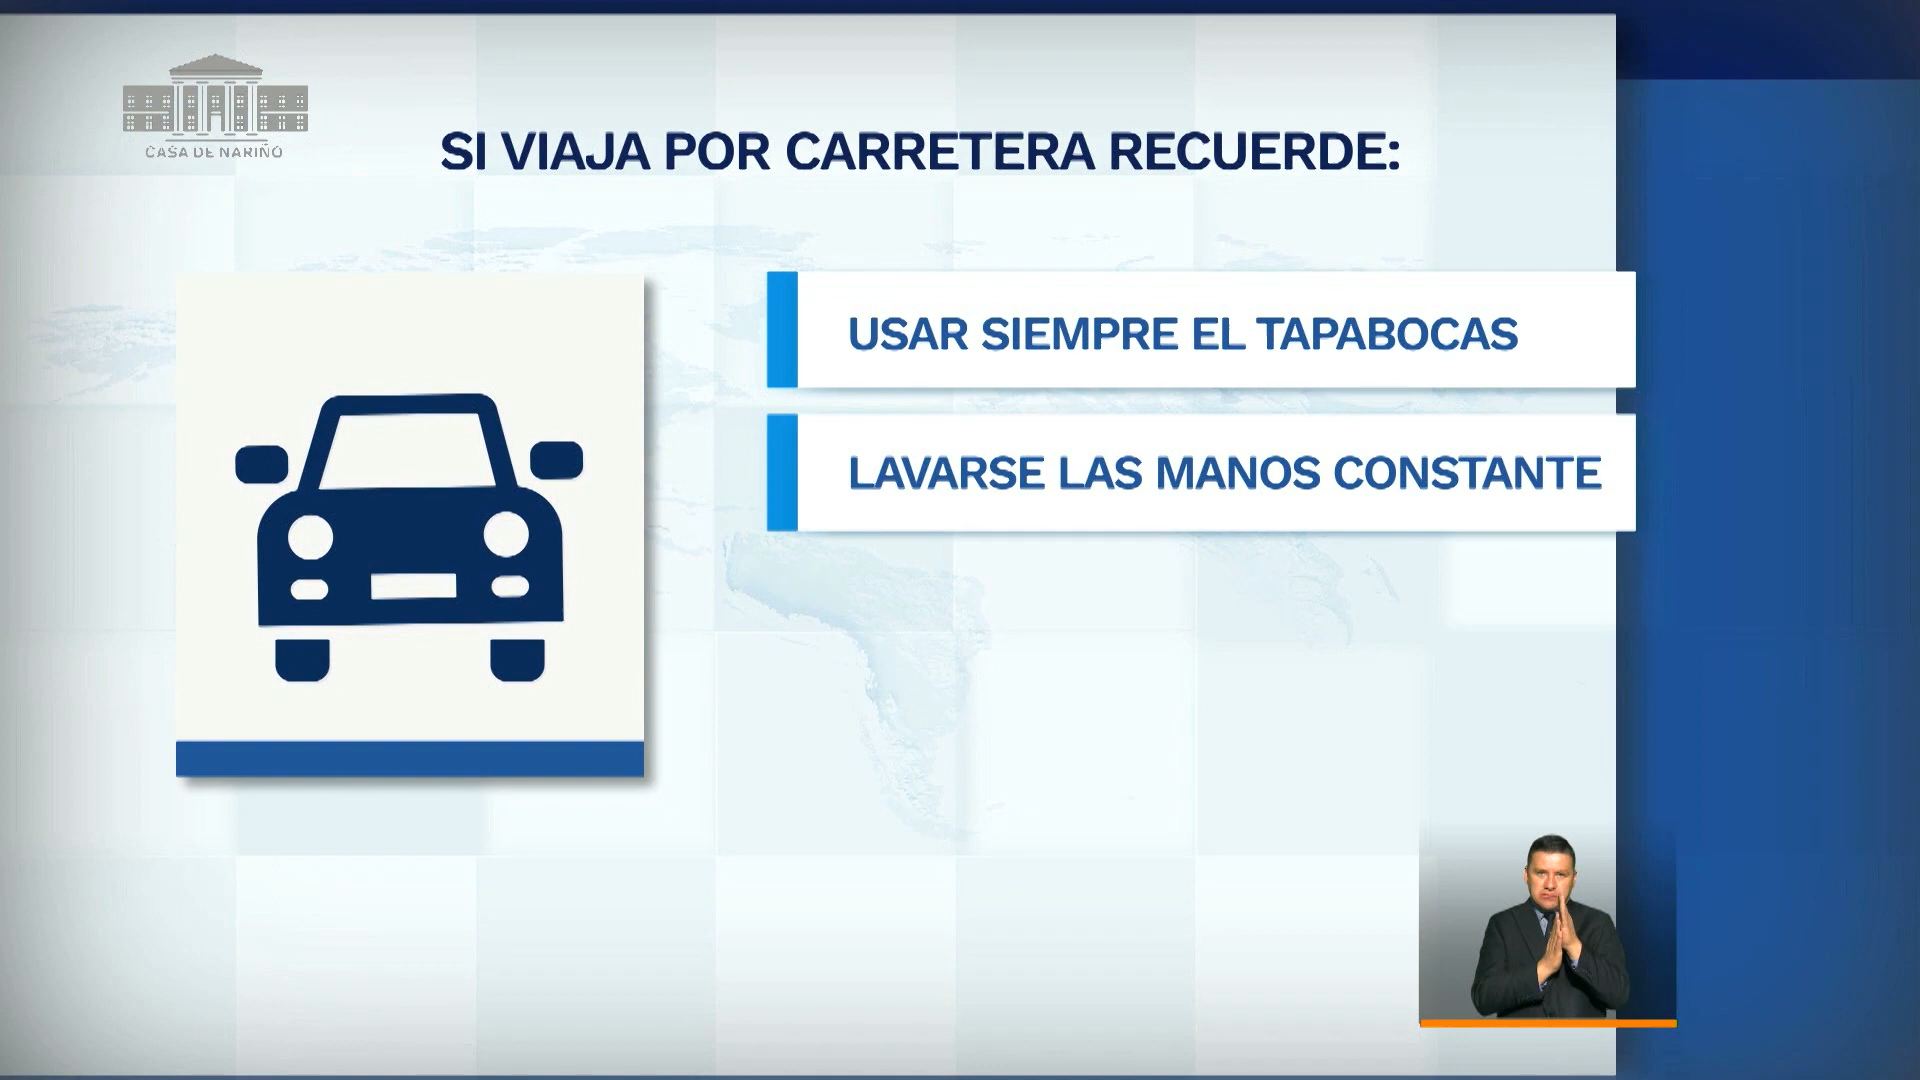 CASA DE NARIÑO
SI VIAJA POR CARRETERA RECUERDE:
USAR SIEMPRE EL TAPABOCAS
LAVARSE LAS MANOS CONSTANTE